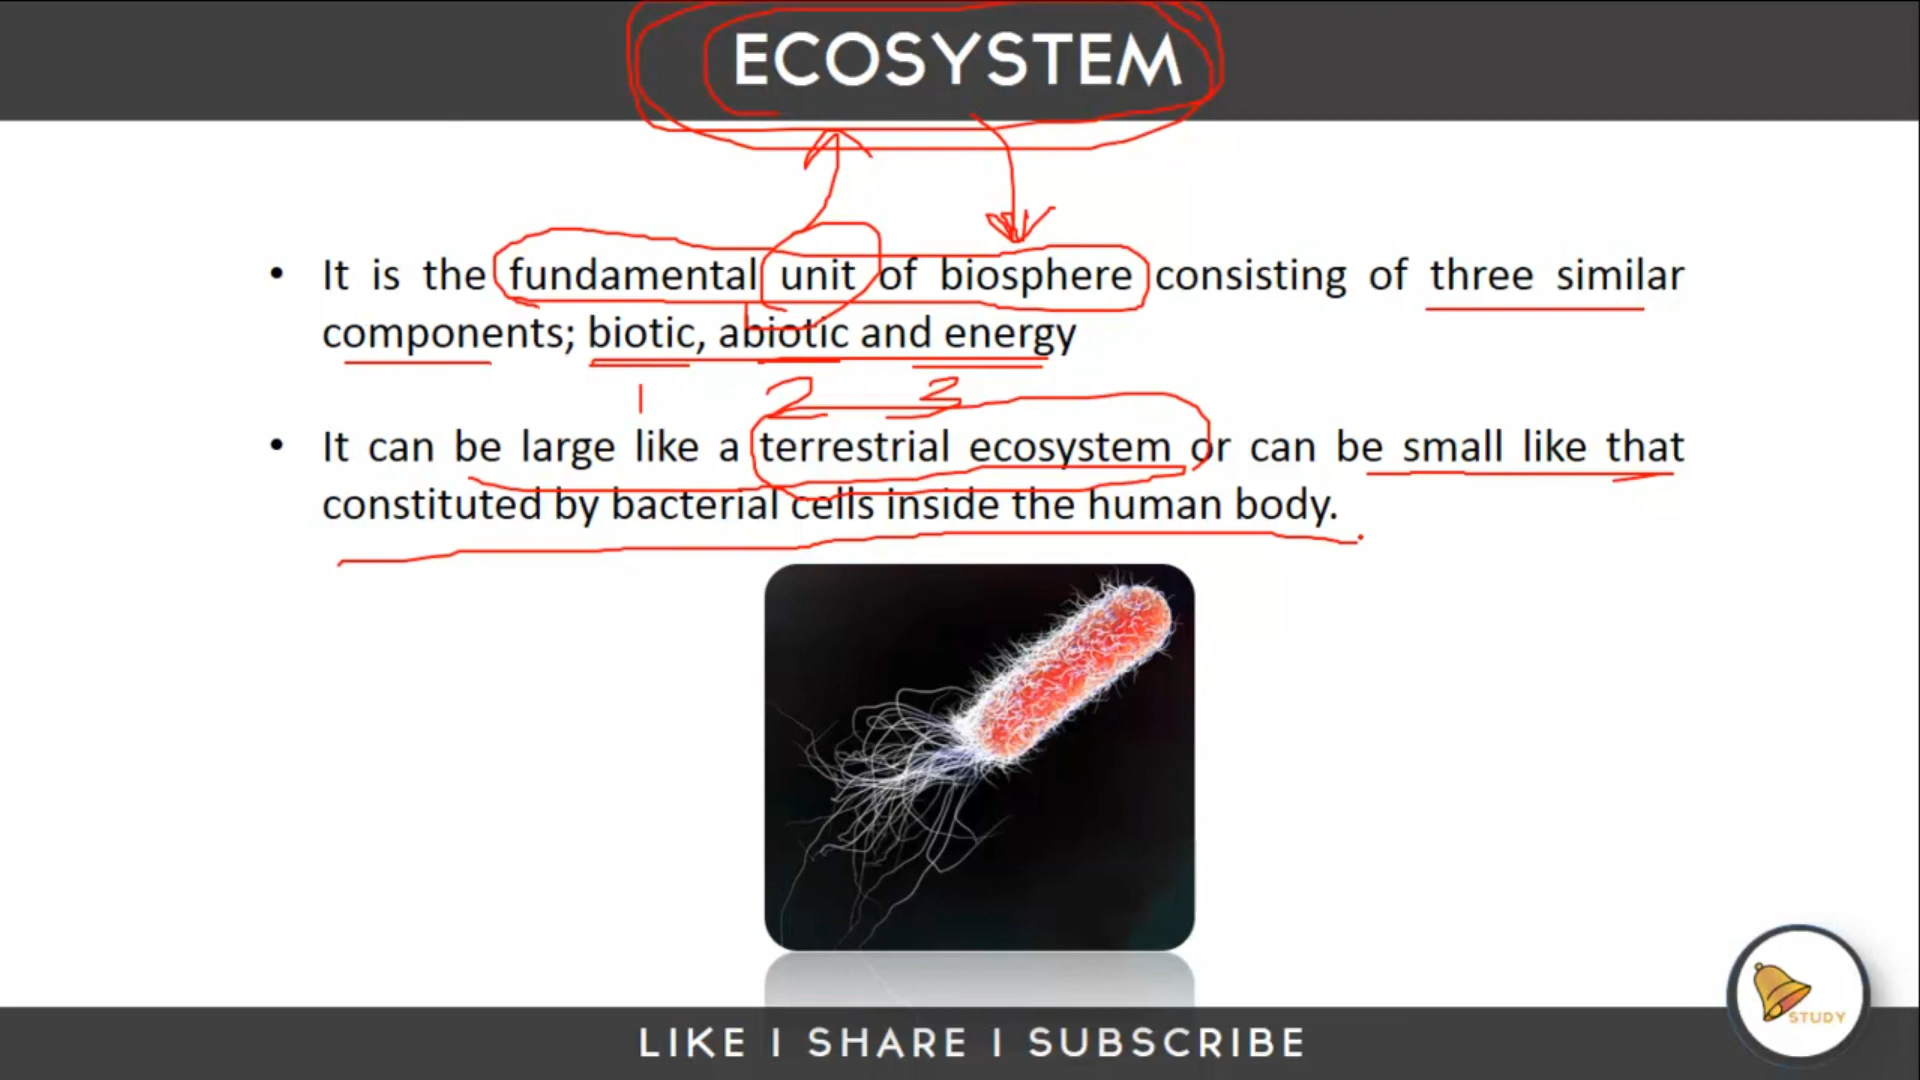 ECOSYSTEM
• It is the fundamental unit of biosphere consisting of three similar
components; biotic, abiotic and energy
1 2 3
• It can be large like a terrestrial ecosystem or can be small like that
constituted by bacterial cells inside the human body.
STUDY
LIKE I SHARE I SUBSCRIBE